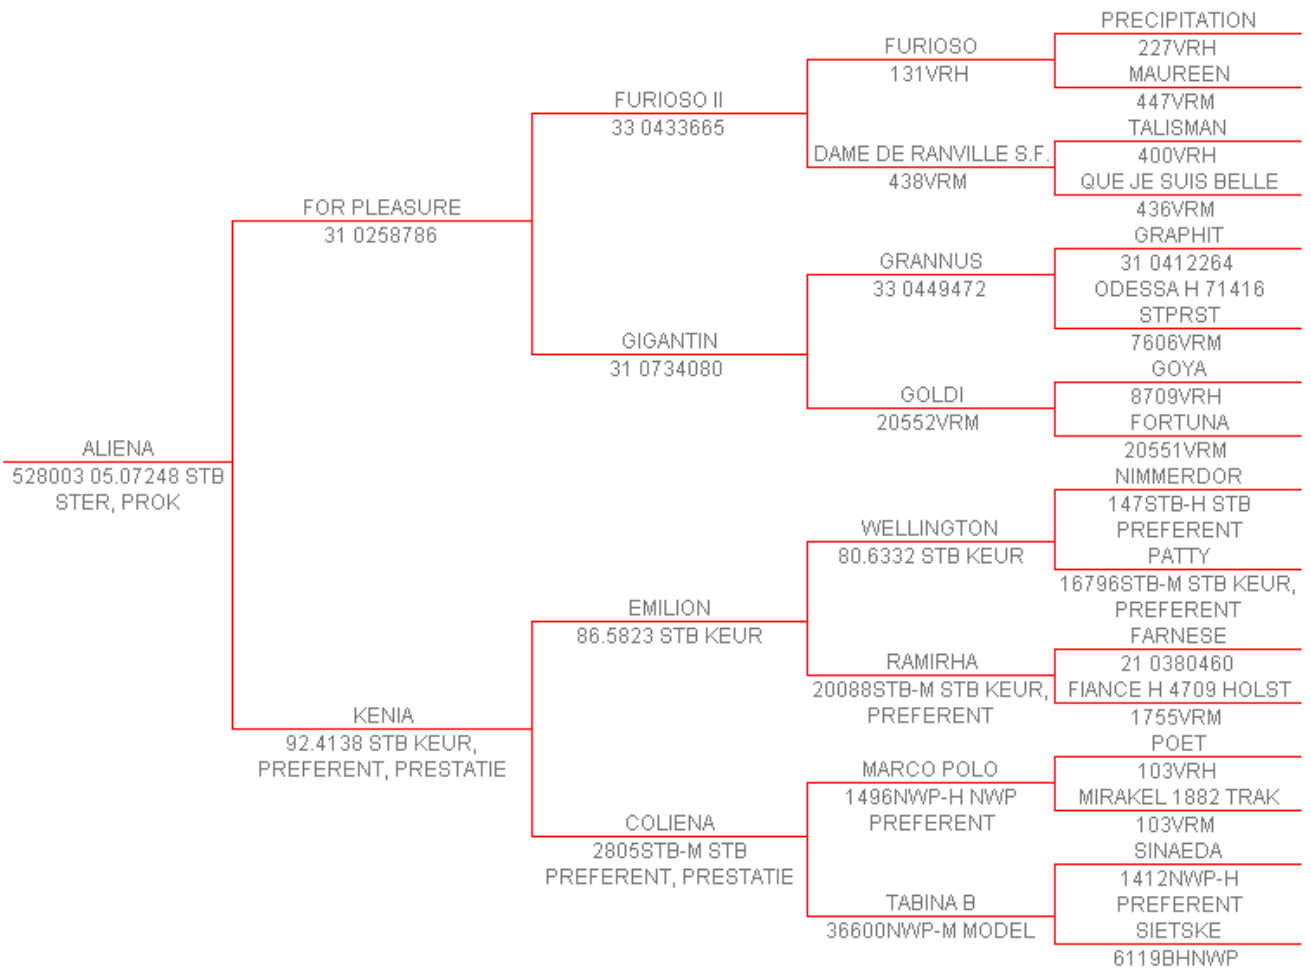 PRECIPITATION
227VRH
FURIOSO
131VRH
MAUREEN
447VRM
FURIOSO II
33 0433665
TALISMAN
400VRH
DAME DE RANVILLE S.F.
438VRM
QUE JE SUIS BELLE
436VRM
FOR PLEASURE
31 0258786
GRAPHIT
31 0412264
GRANNUS
33 0449472
ODESSA H 71416
STPRST
7606VRM
GIGANTIN
31 0734080
GOYA
8709VRH
GOLDI
20552VRM
FORTUNA
20551VRM
ALIENA
528003 05.07248 STB
STER, PROK
NIMMERDOR
147STB-H STB
PREFERENT
WELLINGTON
80.6332 STB KEUR
PATTY
16796STB-M STB KEUR,
PREFERENT
EMILION
86.5823 STB KEUR
FARNESE
21 0380460
RAMIRHA
20088STB-M STB KEUR,
PREFERENT
FIANCE H 4709 HOLST
1755VRM
KENIA
92.4138 STB KEUR,
PREFERENT, PRESTATIE
POET
103VRH
MARCO POLO
1496NWP-H NWP
PREFERENT
MIRAKEL 1882 TRAK
103VRM
COLIENA
2805STB-M STB
PREFERENT, PRESTATIE
SINAEDA
1412NWP-H
PREFERENT
TABINA B
36600NWP-M MODEL
SIETSKE
6119BHNWP